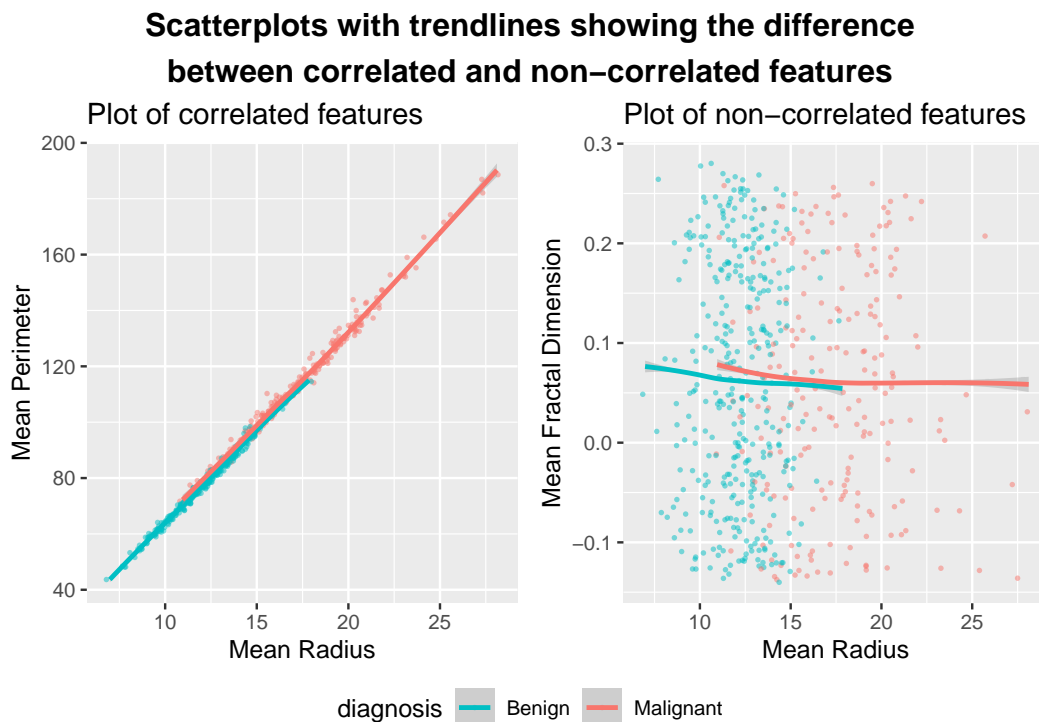 Scatterplots with trendlines showing the difference
between correlated and non−correlated features
Plot of correlated features
200
160
120
80
40
Mean Perimeter
10 15 20 25
Mean Radius
Plot of non−correlated features
0.3
0.2
0.1
0.0
−0.1
Mean Fractal Dimension
10 15 20 25
Mean Radius
diagnosis Benign Malignant